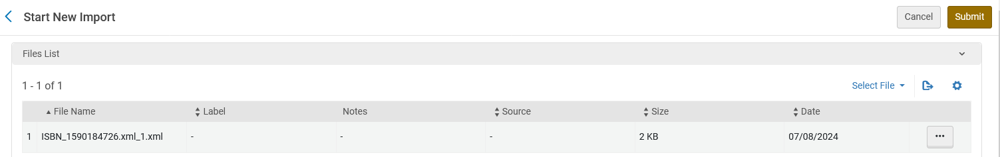 Start New Import Cancel Submit
Files List
1 - 1 of 1 Select File
File Name Label Notes Source Size Date
1 ISBN_1590184726.xml_1.xml - - - 2 KB 07/08/2024 ...